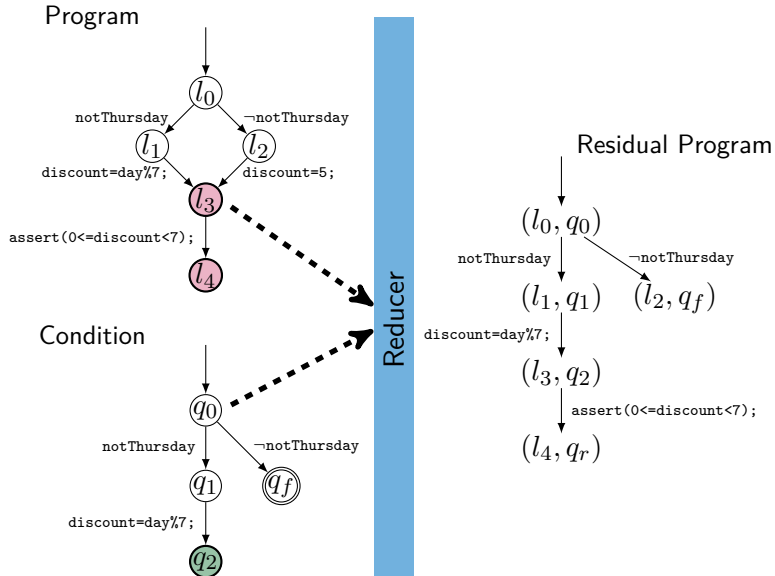 Program
l₀
notThursday ¬notThursday
l₁ l₂
discount=day%7; discount=5;
l₃
assert(0<=discount<7);
l₄
Condition
q₀
notThursday ¬notThursday
q₁ q_f
discount=day%7;
q₂
Reducer
Residual Program
(l₀, q₀)
notThursday ¬notThursday
(l₁, q₁) (l₂, q_f)
discount=day%7;
(l₃, q₂)
assert(0<=discount<7);
(l₄, qᵣ)